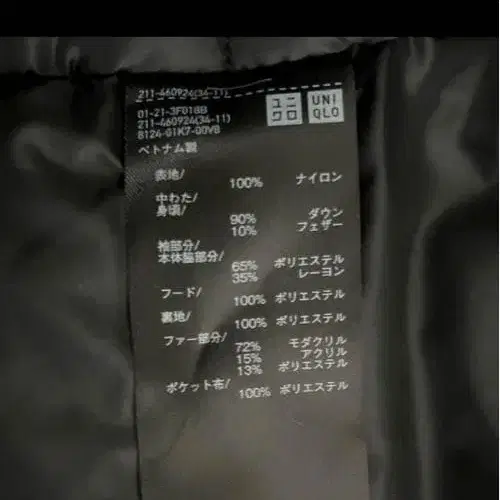 211-460924(34-11)
ユニクロ
UNIQLO
01-21-3F018B
211-460924(34-11)
8124-01K7-00V8
ベトナム製
表地/
100% ナイロン
中わた/
身頃/
90% ダウン
10% フェザー
袖部分/
本体脇部分/
65% ポリエステル
35% レーヨン
フード/
100% ポリエステル
裏地/
100% ポリエステル
ファー部分/
72% モダクリル
15% アクリル
13% ポリエステル
ポケット布/
100% ポリエステル